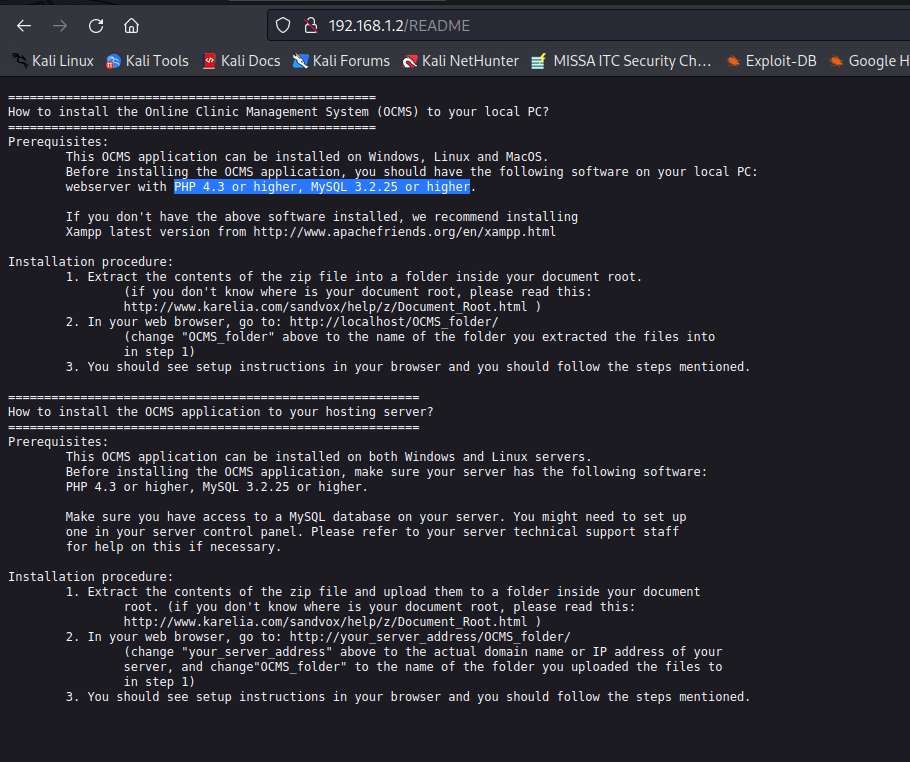 192.168.1.2/README
Kali Linux Kali Tools Kali Docs Kali Forums Kali NetHunter MISSA ITC Security Ch... Exploit-DB Google H
===================================================
How to install the Online Clinic Management System (OCMS) to your local PC?
===================================================
Prerequisites:
This OCMS application can be installed on Windows, Linux and MacOS.
Before installing the OCMS application, you should have the following software on your local PC:
webserver with PHP 4.3 or higher, MySQL 3.2.25 or higher.
If you don't have the above software installed, we recommend installing
Xampp latest version from http://www.apachefriends.org/en/xampp.html
Installation procedure:
1. Extract the contents of the zip file into a folder inside your document root.
(if you don't know where is your document root, please read this:
http://www.karelia.com/sandvox/help/z/Document_Root.html )
2. In your web browser, go to: http://localhost/OCMS_folder/
(change "OCMS_folder" above to the name of the folder you extracted the files into
in step 1)
3. You should see setup instructions in your browser and you should follow the steps mentioned.
=========================================================
How to install the OCMS application to your hosting server?
=========================================================
Prerequisites:
This OCMS application can be installed on both Windows and Linux servers.
Before installing the OCMS application, make sure your server has the following software:
PHP 4.3 or higher, MySQL 3.2.25 or higher.
Make sure you have access to a MySQL database on your server. You might need to set up
one in your server control panel. Please refer to your server technical support staff
for help on this if necessary.
Installation procedure:
1. Extract the contents of the zip file and upload them to a folder inside your document
root. (if you don't know where is your document root, please read this:
http://www.karelia.com/sandvox/help/z/Document_Root.html )
2. In your web browser, go to: http://your_server_address/OCMS_folder/
(change "your_server_address" above to the actual domain name or IP address of your
server, and change"OCMS_folder" to the name of the folder you uploaded the files to
in step 1)
3. You should see setup instructions in your browser and you should follow the steps mentioned.